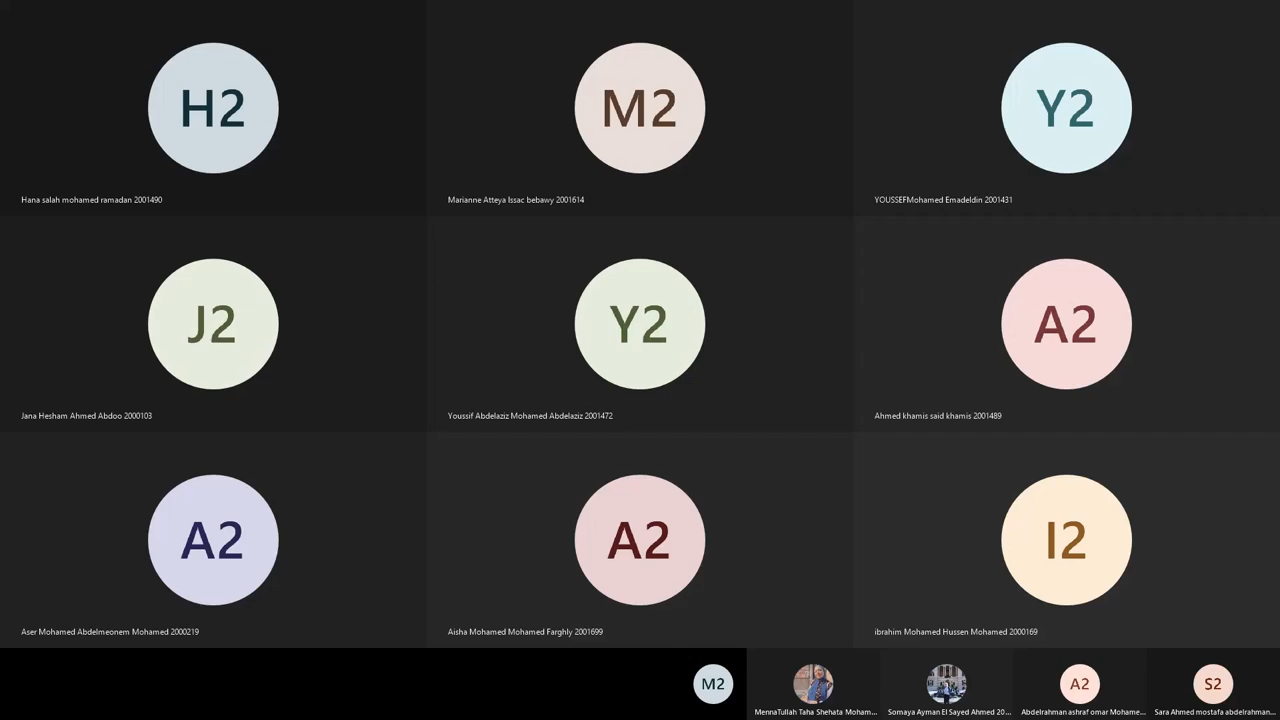 H2
M2
Y2
Hana salah mohamed ramadan 2001490
Marianne Atteya Issac bebawy 2001614
YOUSSEFMohamed Emadeldin 2001431
J2
Y2
A2
Jana Hesham Ahmed Abdoo 2000103
Youssif Abdelaziz Mohamed Abdelaziz 2001472
Ahmed khamis said khamis 2001489
A2
A2
I2
Aser Mohamed Abdelmeonem Mohamed 2000219
Aisha Mohamed Mohamed Farghly 2001699
ibrahim Mohamed Hussen Mohamed 2000169
M2
A2
S2
MennaTullah Taha Shehata Moham...
Somaya Ayman El Sayed Ahmed 20...
Abdelrahman ashraf omar Mohame...
Sara Ahmed mostafa abdelrahman...